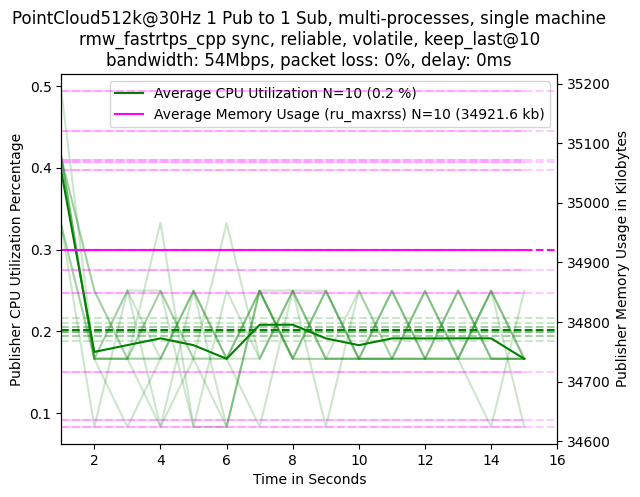 PointCloud512k@30Hz 1 Pub to 1 Sub, multi-processes, single machine
rmw_fastrtps_cpp sync, reliable, volatile, keep_last@10
bandwidth: 54Mbps, packet loss: 0%, delay: 0ms
Average CPU Utilization N=10 (0.2 %)
Average Memory Usage (ru_maxrss) N=10 (34921.6 kb)
Publisher CPU Utilization Percentage
0.5
0.4
0.3
0.2
0.1
35200
35100
35000
34900
34800
34700
34600
Publisher Memory Usage in Kilobytes
2
4
6
8
10
12
14
16
Time in Seconds